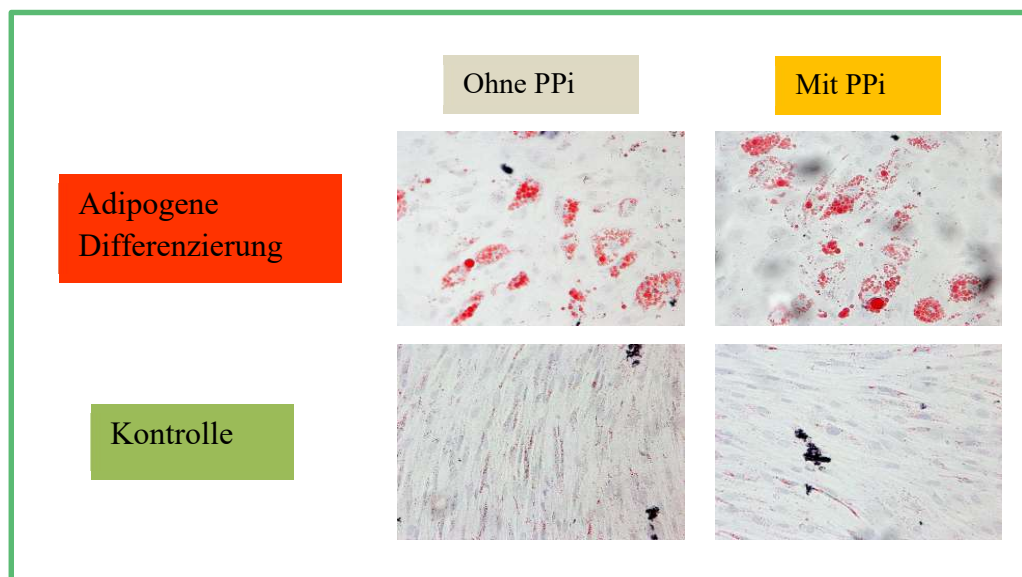 Ohne PPi
Mit PPi
Adipogene
Differenzierung
Kontrolle